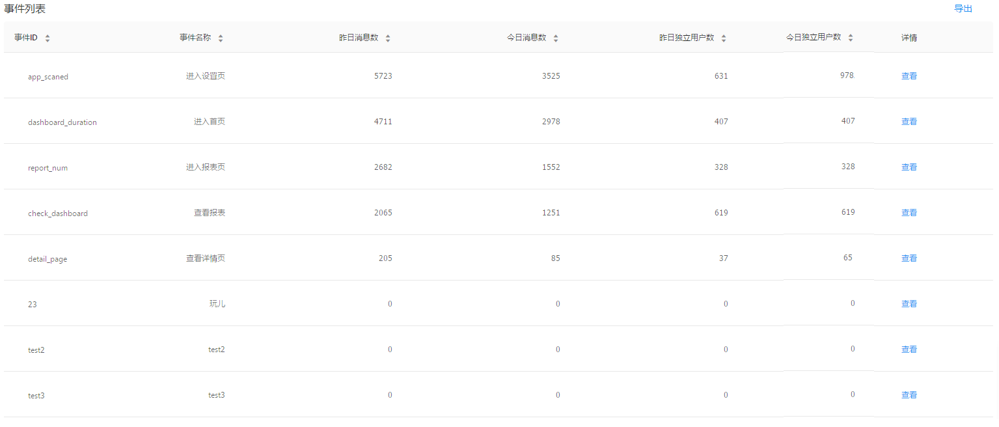 事件列表 导出
事件ID 事件名称 昨日消息数 今日消息数 昨日独立用户数 今日独立用户数 详情
app_scaned 进入设置页 5723 3525 631 978. 查看
dashboard_duration 进入首页 4711 2978 407 407 查看
report_num 进入报表页 2682 1552 328 328 查看
check_dashboard 查看报表 2065 1251 619 619 查看
detail_page 查看详情页 205 85 37 65 查看
23 玩儿 0 0 0 0 查看
test2 test2 0 0 0 0 查看
test3 test3 0 0 0 0 查看